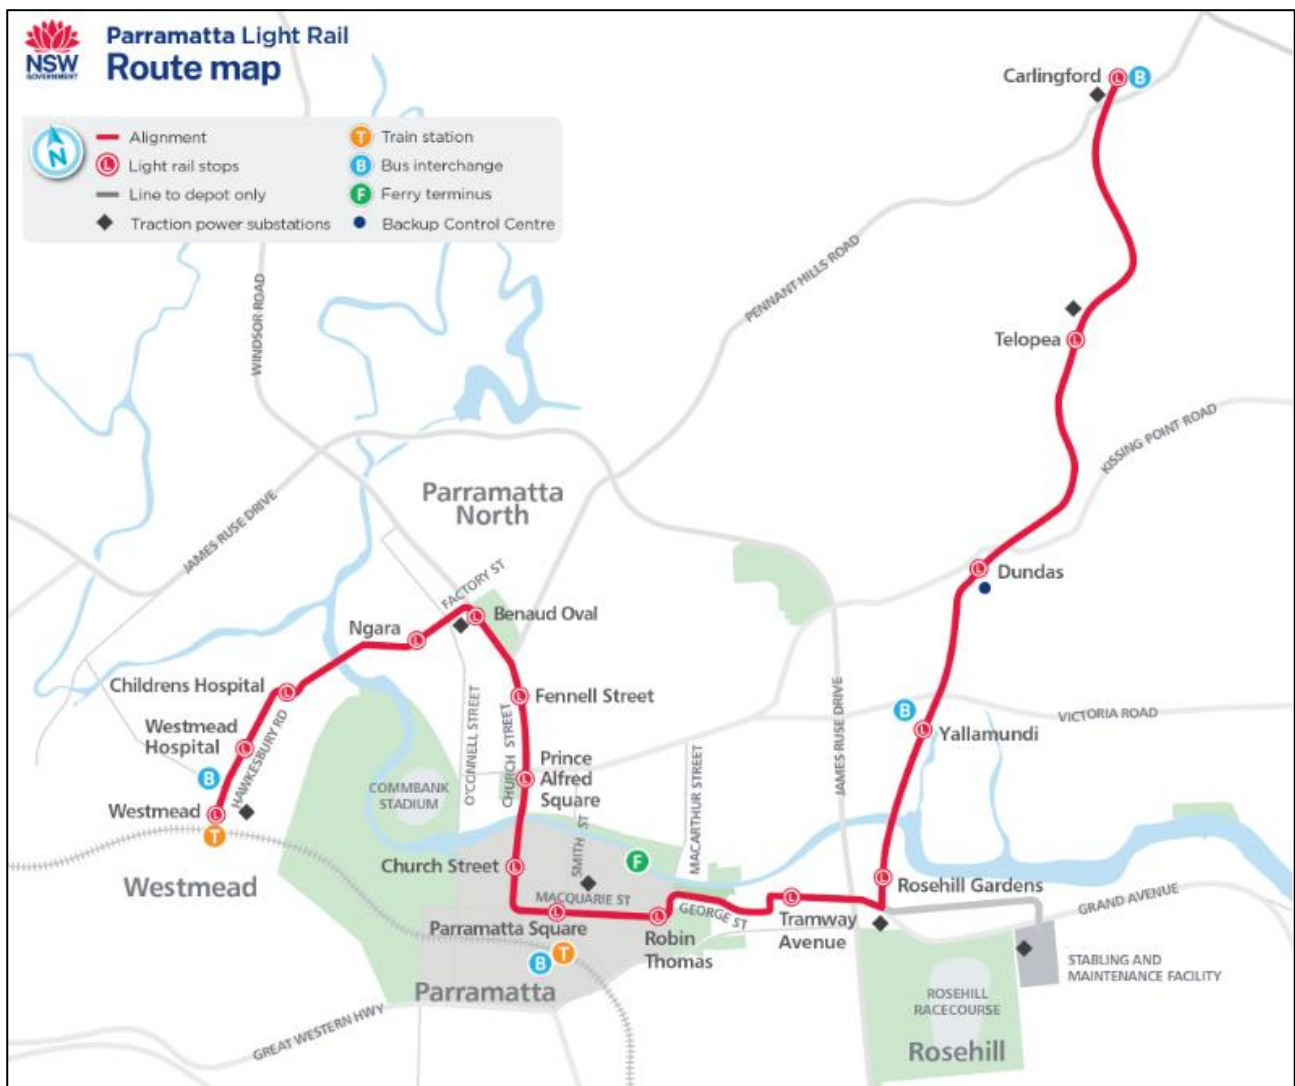 Parramatta Light Rail
Route map
NSW
GOVERNMENT
N
Alignment
L Light rail stops
Line to depot only
Traction power substations
T Train station
B Bus interchange
F Ferry terminus
Backup Control Centre
Carlingford
L
B
WINDSOR ROAD
PENNANT HILLS ROAD
Telopea
L
KISSING POINT ROAD
JAMES RUSE DRIVE
Parramatta
North
FACTORY ST
Dundas
L
Benaud Oval
L
Ngara
L
Childrens Hospital
L
Fennell Street
L
Westmead
Hospital
L
B
HAWKESBURY RD
O'CONNELL STREET
CHURCH STREET
JAMES RUSE DRIVE
B
VICTORIA ROAD
Yallamundi
L
Prince
Alfred
Square
L
MACARTHUR STREET
COMMBANK
STADIUM
Westmead
L
T
SMITH ST
F
Church Street
L
Westmead
MACQUARIE ST
Rosehill Gardens
L
GRAND AVENUE
GEORGE ST
Parramatta Square
L
Robin
Thomas
L
Tramway
Avenue
L
T
B
Parramatta
STABLING AND
MAINTENANCE FACILITY
ROSEHILL
RACECOURSE
GREAT WESTERN HWY
Rosehill